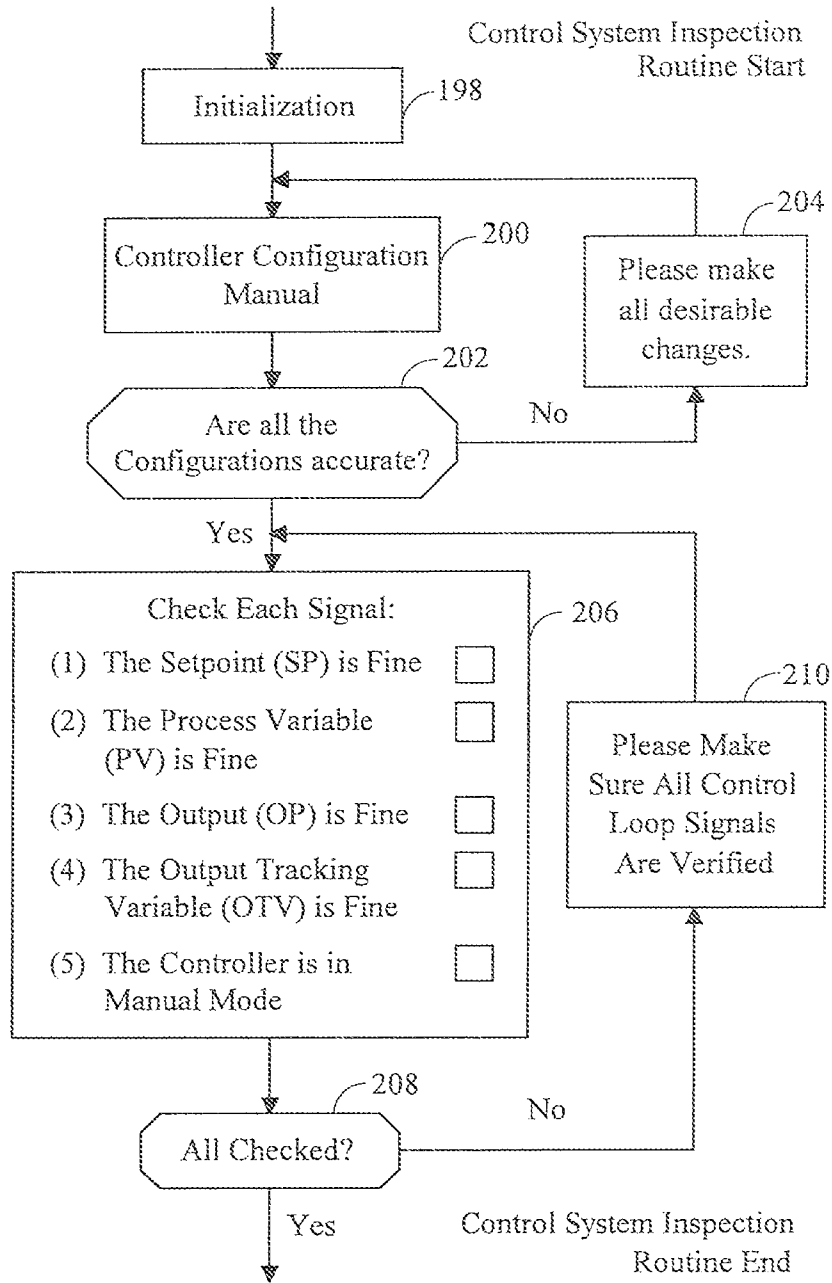 Control System Inspection
Routine Start
Initialization
198
Controller Configuration
Manual
200
204
Please make
all desirable
changes.
202
Are all the
Configurations accurate?
No
Yes
Check Each Signal:
206
(1) The Setpoint (SP) is Fine
(2) The Process Variable
(PV) is Fine
(3) The Output (OP) is Fine
(4) The Output Tracking
Variable (OTV) is Fine
(5) The Controller is in
Manual Mode
210
Please Make
Sure All Control
Loop Signals
Are Verified
208
All Checked?
No
Yes
Control System Inspection
Routine End